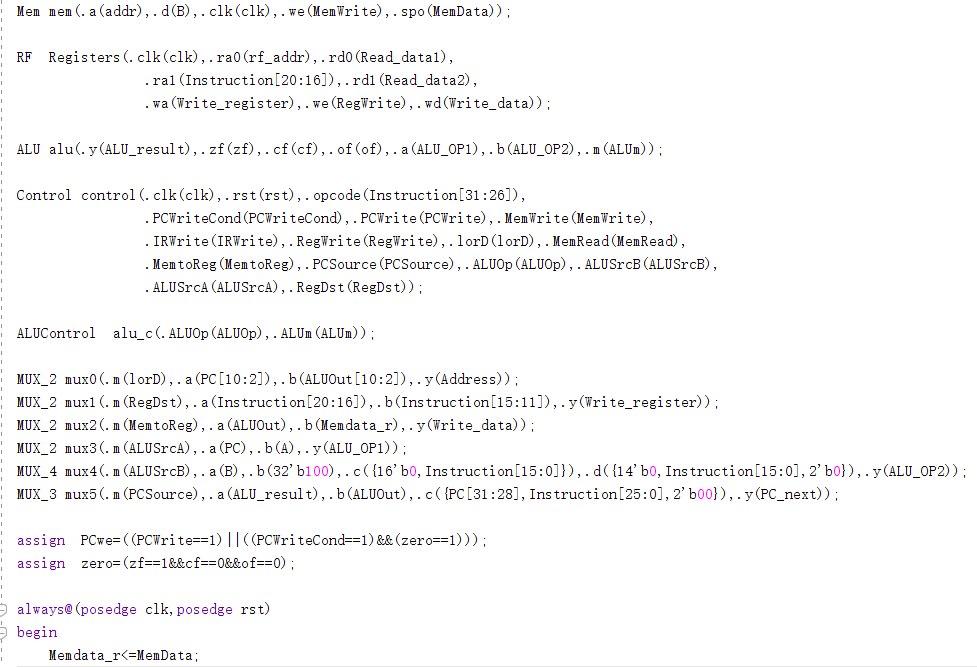 Mem mem(.a(addr),.d(B),.clk(clk),.we(MemWrite),.spo(MemData));
RF  Registers(.clk(clk),.ra0(rf_addr),.rd0(Read_data1),
.ra1(Instruction[20:16]),.rd1(Read_data2),
.wa(Write_register),.we(RegWrite),.wd(Write_data));
ALU alu(.y(ALU_result),.zf(zf),.cf(cf),.of(of),.a(ALU_OP1),.b(ALU_OP2),.m(ALUm));
Control control(.clk(clk),.rst(rst),.opcode(Instruction[31:26]),
.PCWriteCond(PCWriteCond),.PCWrite(PCWrite),.MemWrite(MemWrite),
.IRWrite(IRWrite),.RegWrite(RegWrite),.lorD(lorD),.MemRead(MemRead),
.MemtoReg(MemtoReg),.PCSource(PCSource),.ALUOp(ALUOp),.ALUSrcB(ALUSrcB),
.ALUSrcA(ALUSrcA),.RegDst(RegDst));
ALUControl  alu_c(.ALUOp(ALUOp),.ALUm(ALUm));
MUX_2 mux0(.m(lorD),.a(PC[10:2]),.b(ALUOut[10:2]),.y(Address));
MUX_2 mux1(.m(RegDst),.a(Instruction[20:16]),.b(Instruction[15:11]),.y(Write_register));
MUX_2 mux2(.m(MemtoReg),.a(ALUOut),.b(Memdata_r),.y(Write_data));
MUX_2 mux3(.m(ALUSrcA),.a(PC),.b(A),.y(ALU_OP1));
MUX_4 mux4(.m(ALUSrcB),.a(B),.b(32'b100),.c({16'b0,Instruction[15:0]}),.d({14'b0,Instruction[15:0],2'b0}),.y(ALU_OP2));
MUX_3 mux5(.m(PCSource),.a(ALU_result),.b(ALUOut),.c({PC[31:28],Instruction[25:0],2'b00}),.y(PC_next));
assign  PCwe=((PCWrite==1)||((PCWriteCond==1)&&(zero==1)));
assign  zero=(zf==1&&cf==0&&of==0);
always@(posedge clk,posedge rst)
begin
Memdata_r<=MemData;